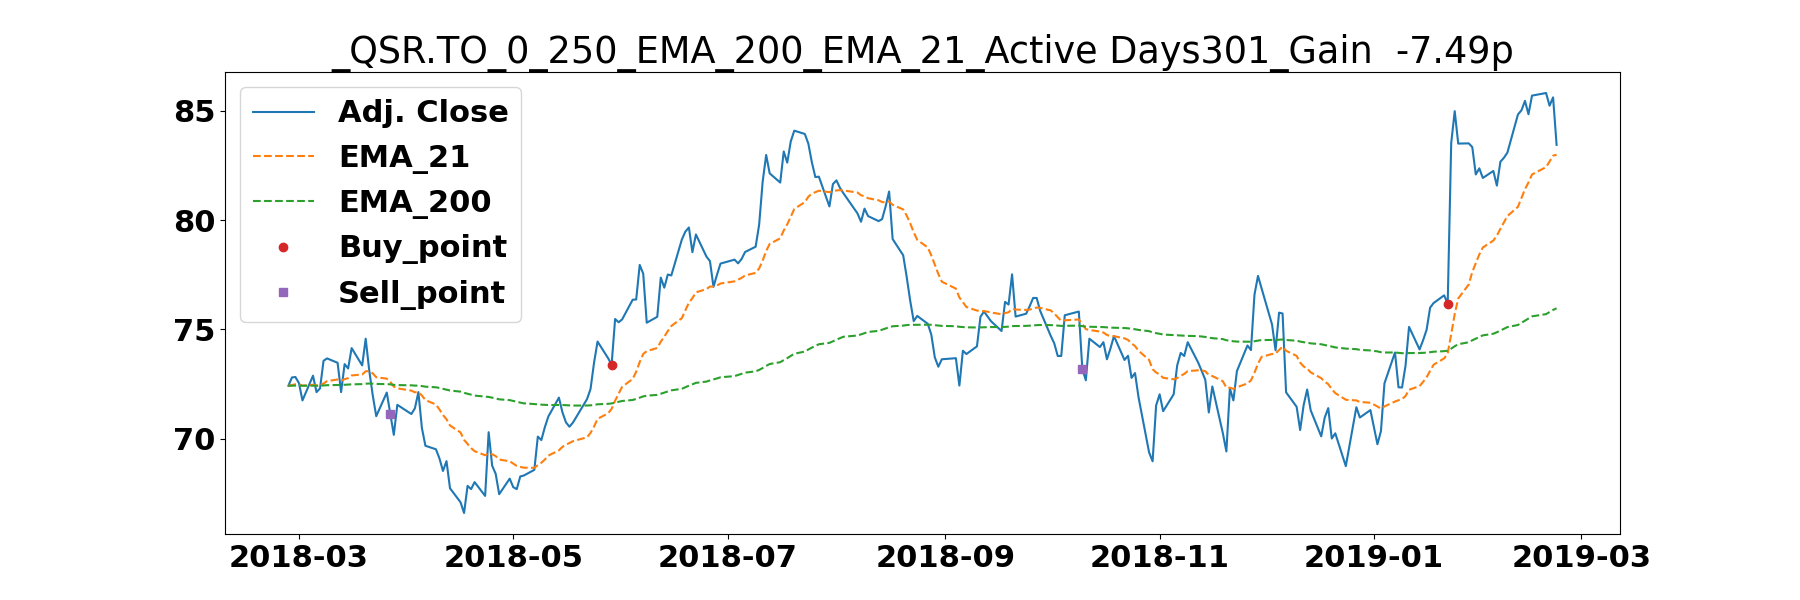 _QSR.TO_0_250_EMA_200_EMA_21_Active Days301_Gain  -7.49p
Adj. Close
EMA_21
EMA_200
Buy_point
Sell_point
85
80
75
70
2018-03 2018-05 2018-07 2018-09 2018-11 2019-01 2019-03